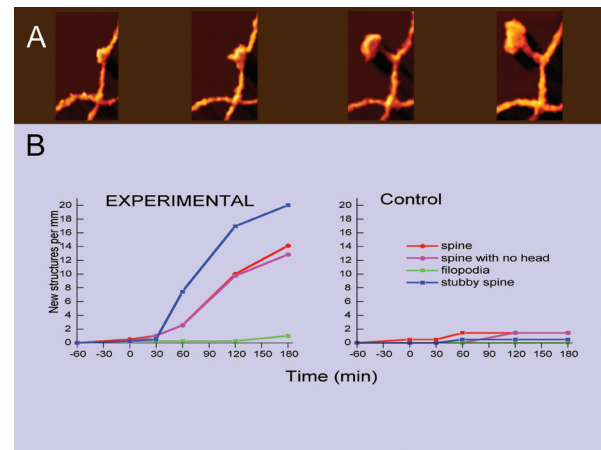 A
B
EXPERIMENTAL
Control
New structures per mm
20
18
16
14
12
10
8
6
4
2
0
-60 -30 0 30 60 90 120 150 180
20
18
16
14
12
10
8
6
4
2
0
-60 -30 0 30 60 90 120 150 180
spine
spine with no head
filopodia
stubby spine
Time (min)